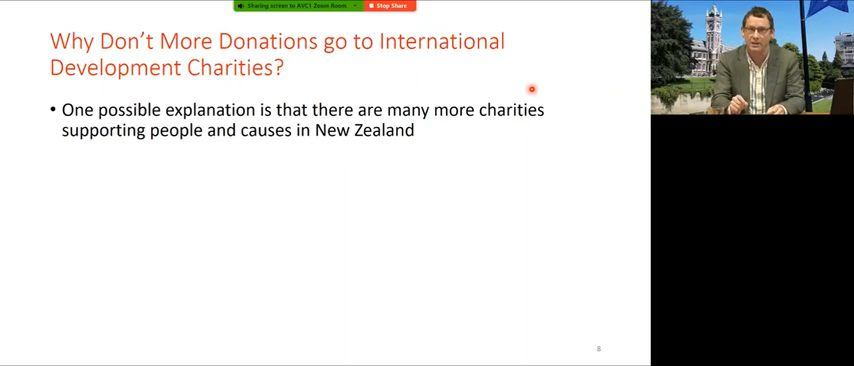 Sharing screen to AVC1 Zoom Room
Stop Share
Why Don't More Donations go to International
Development Charities?
• One possible explanation is that there are many more charities
supporting people and causes in New Zealand
8